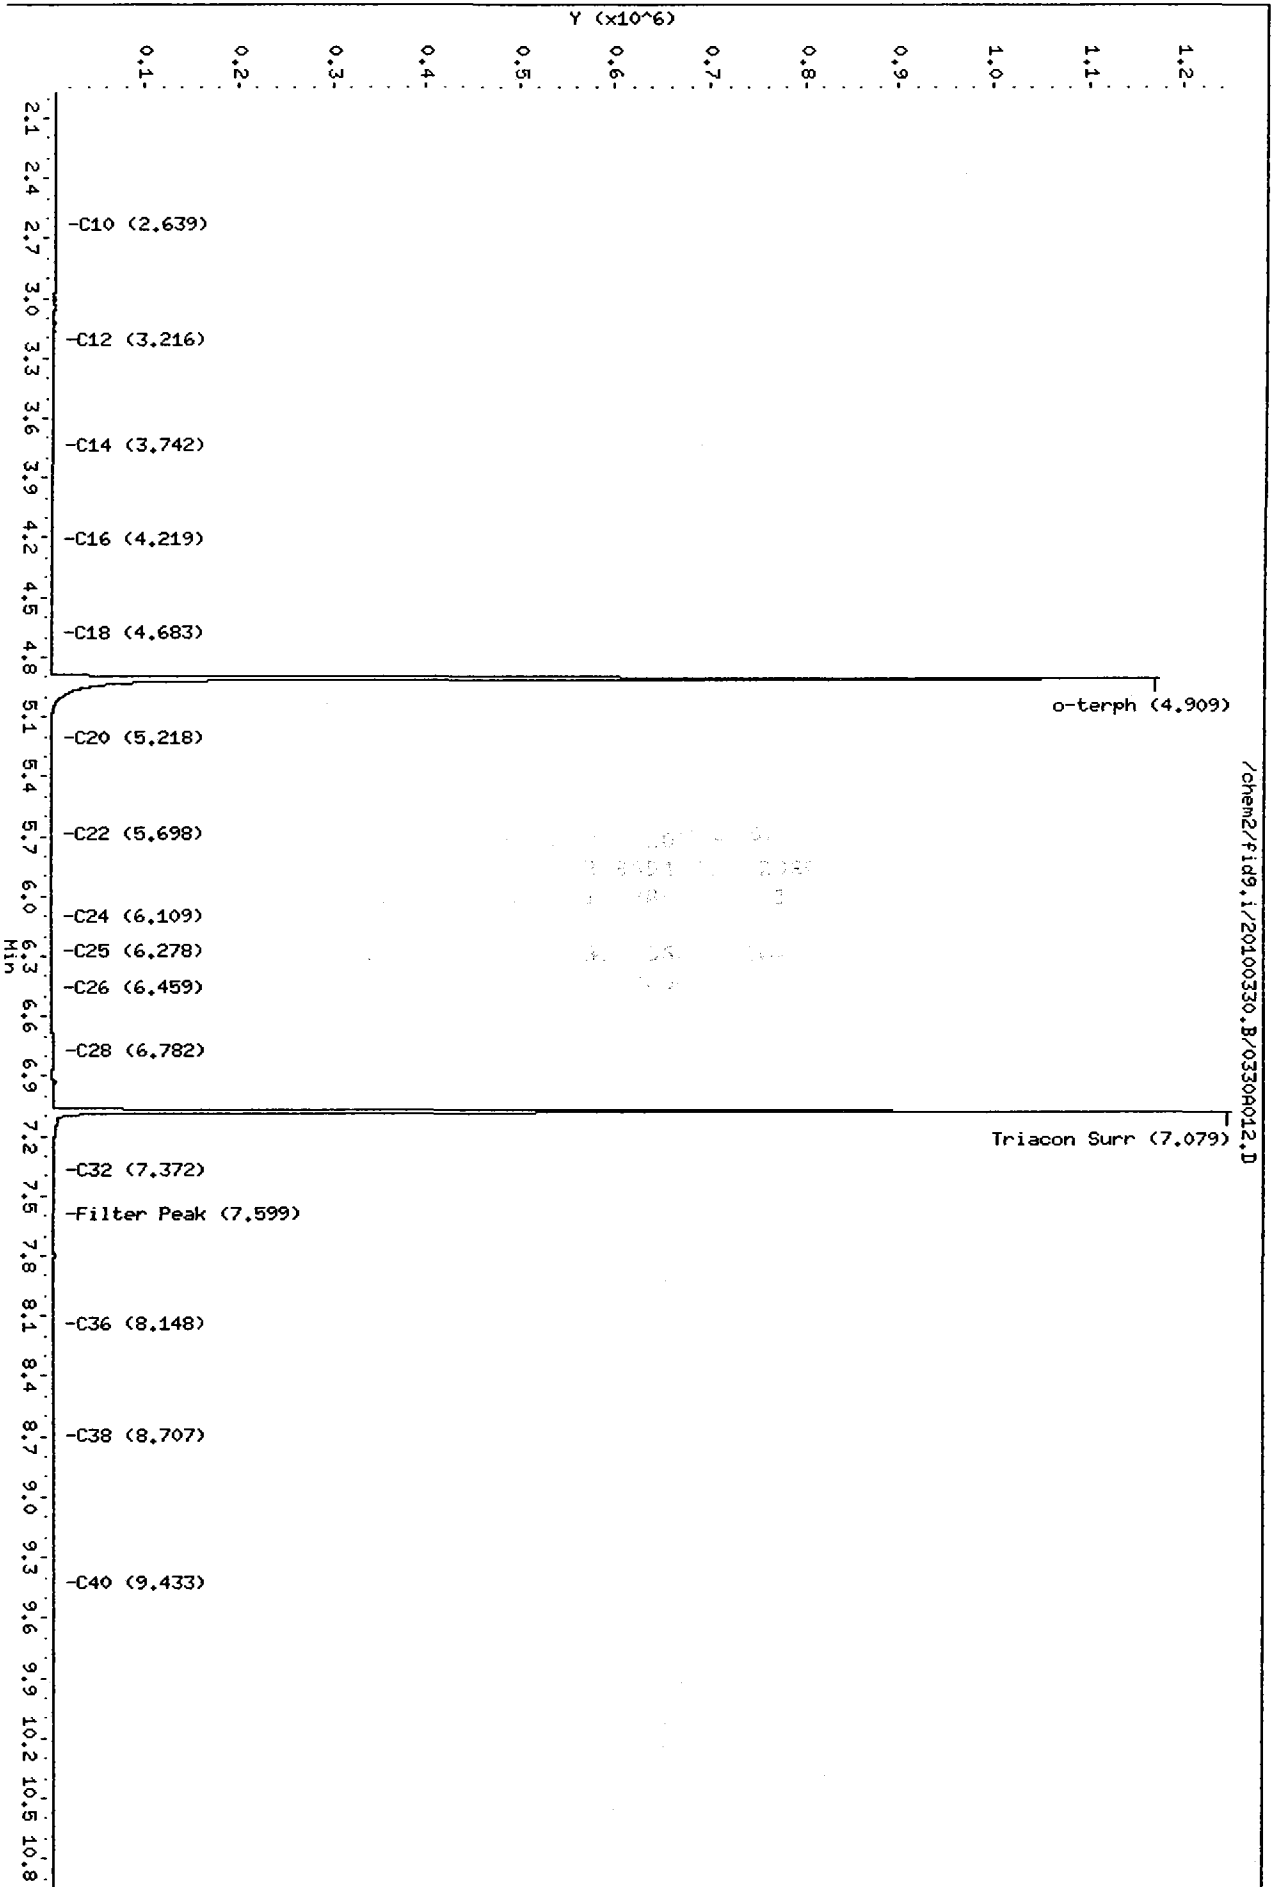 /chem2/fid9.i/20100330.B/0330A012.D
Y (x10^6)
1.2
1.1
1.0
0.9
0.8
0.7
0.6
0.5
0.4
0.3
0.2
0.1
-C10 (2.639)
-C12 (3.216)
-C14 (3.742)
-C16 (4.219)
-C18 (4.683)
o-terph (4.909)
-C20 (5.218)
-C22 (5.698)
-C24 (6.109)
-C25 (6.278)
-C26 (6.459)
-C28 (6.782)
Triacon Surr (7.079)
-C32 (7.372)
-Filter Peak (7.599)
-C36 (8.148)
-C38 (8.707)
-C40 (9.433)
2.1 2.4 2.7 3.0 3.3 3.6 3.9 4.2 4.5 4.8 5.1 5.4 5.7 6.0 6.3 6.6 6.9 7.2 7.5 7.8 8.1 8.4 8.7 9.0 9.3 9.6 9.9 10.2 10.5 10.8
Min